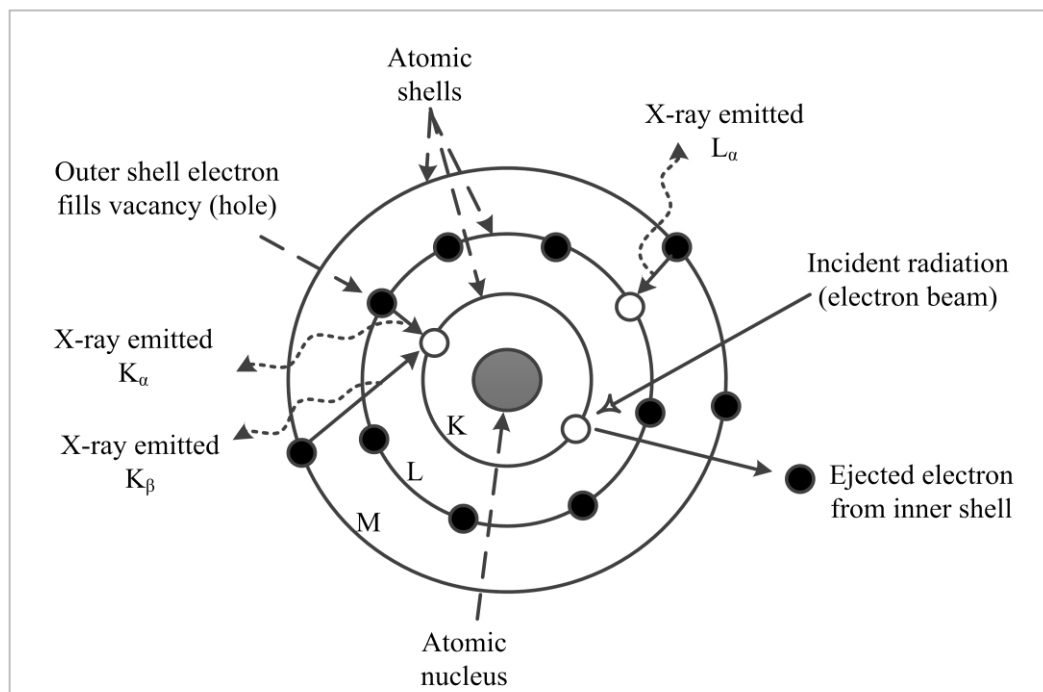 Atomic
shells
X-ray emitted
Lα
Outer shell electron
fills vacancy (hole)
Incident radiation
(electron beam)
X-ray emitted
Kα
X-ray emitted
Kβ
K
L
M
Ejected electron
from inner shell
Atomic
nucleus